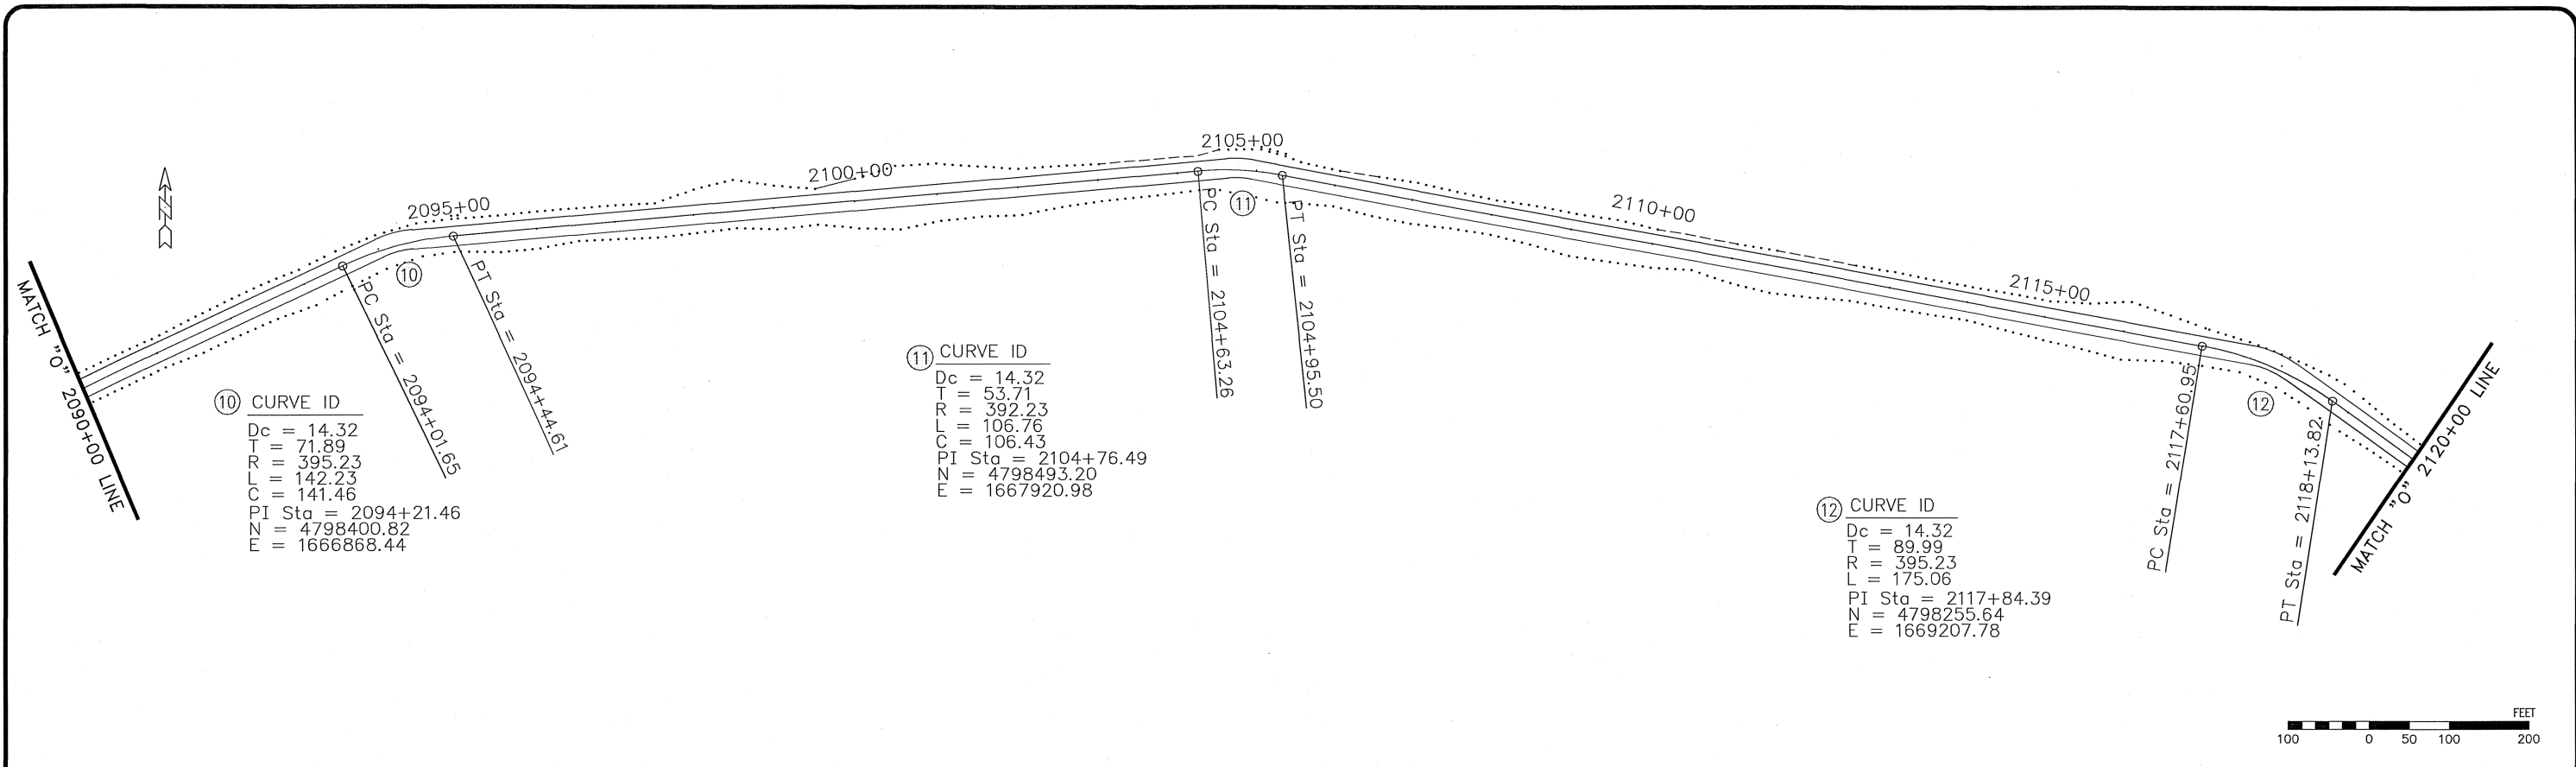 2095+00
2100+00
2105+00
2110+00
2115+00
MATCH "O" 2090+00 LINE
PC Sta = 2094+01.65
PT Sta = 2094+44.61
10
PC Sta = 2104+63.26
PT Sta = 2104+95.50
11
PC Sta = 2117+60.95
PT Sta = 2118+13.82
12
MATCH "O" 2120+00 LINE
10 CURVE ID
Dc = 14.32
T = 71.89
R = 395.23
L = 142.23
C = 141.46
PI Sta = 2094+21.46
N = 4798400.82
E = 1666868.44
11 CURVE ID
Dc = 14.32
T = 53.71
R = 392.23
L = 106.76
C = 106.43
PI Sta = 2104+76.49
N = 4798493.20
E = 1667920.98
12 CURVE ID
Dc = 14.32
T = 89.99
R = 395.23
L = 175.06
PI Sta = 2117+84.39
N = 4798255.64
E = 1669207.78
FEET
100 0 50 100 200